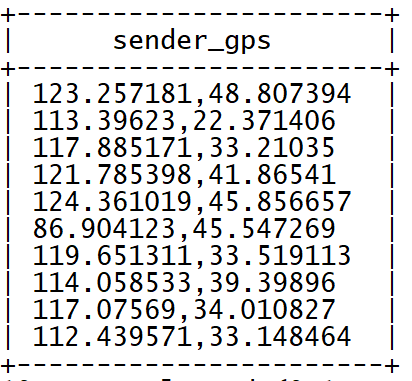 +-----------------------+
|      sender_gps       |
+-----------------------+
| 123.257181,48.807394  |
| 113.39623,22.371406   |
| 117.885171,33.21035   |
| 121.785398,41.86541   |
| 124.361019,45.856657  |
| 86.904123,45.547269   |
| 119.651311,33.519113  |
| 114.058533,39.39896   |
| 117.07569,34.010827   |
| 112.439571,33.148464  |
+-----------------------+